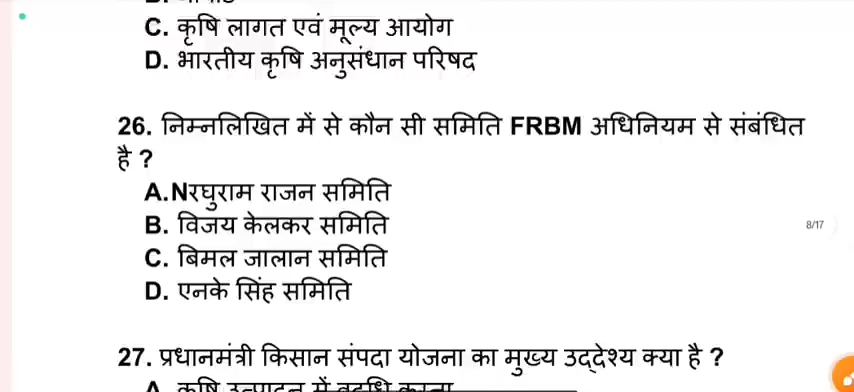 C. कृषि लागत एवं मूल्य आयोग
D. भारतीय कृषि अनुसंधान परिषद
26. निम्नलिखित में से कौन सी समिति FRBM अधिनियम से संबंधित
है ?
A.Nरघुराम राजन समिति
B. विजय केलकर समिति
8/17
C. बिमल जालान समिति
D. एनके सिंह समिति
27. प्रधानमंत्री किसान संपदा योजना का मुख्य उद्देश्य क्या है ?